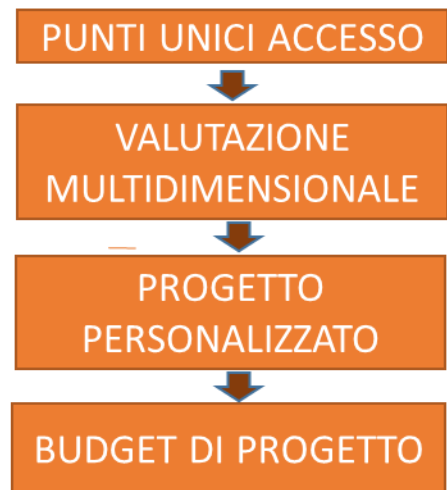 PUNTI UNICI ACCESSO
VALUTAZIONE
MULTIDIMENSIONALE
PROGETTO
PERSONALIZZATO
BUDGET DI PROGETTO